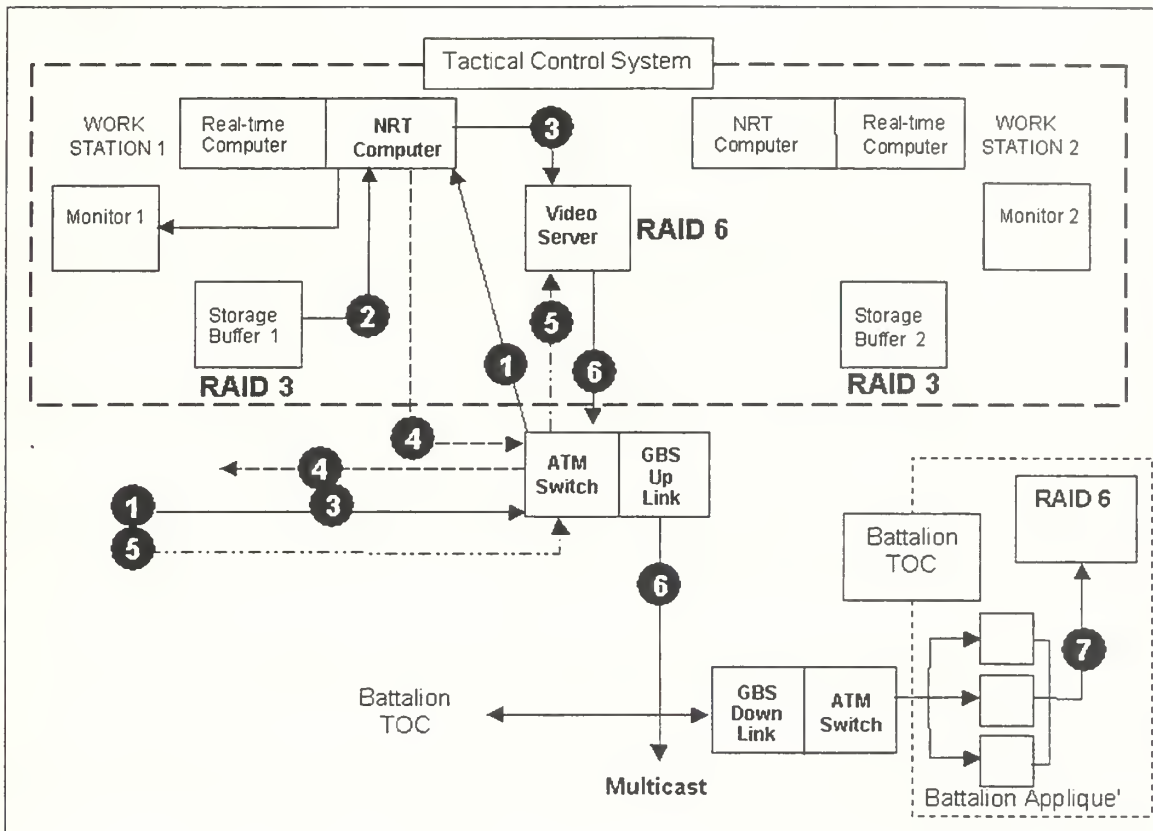 Tactical Control System
WORK
STATION 1
Real-time
Computer
NRT
Computer
3
NRT
Computer
Real-time
Computer
WORK
STATION 2
Monitor 1
Video
Server
RAID 6
Monitor 2
Storage
Buffer 1
2
5
Storage
Buffer 2
RAID 3
1
6
RAID 3
4
4
ATM
Switch
GBS
Up
Link
1
3
5
RAID 6
Battalion
TOC
6
7
Battalion
TOC
GBS
Down
Link
ATM
Switch
Multicast
Battalion Applique'